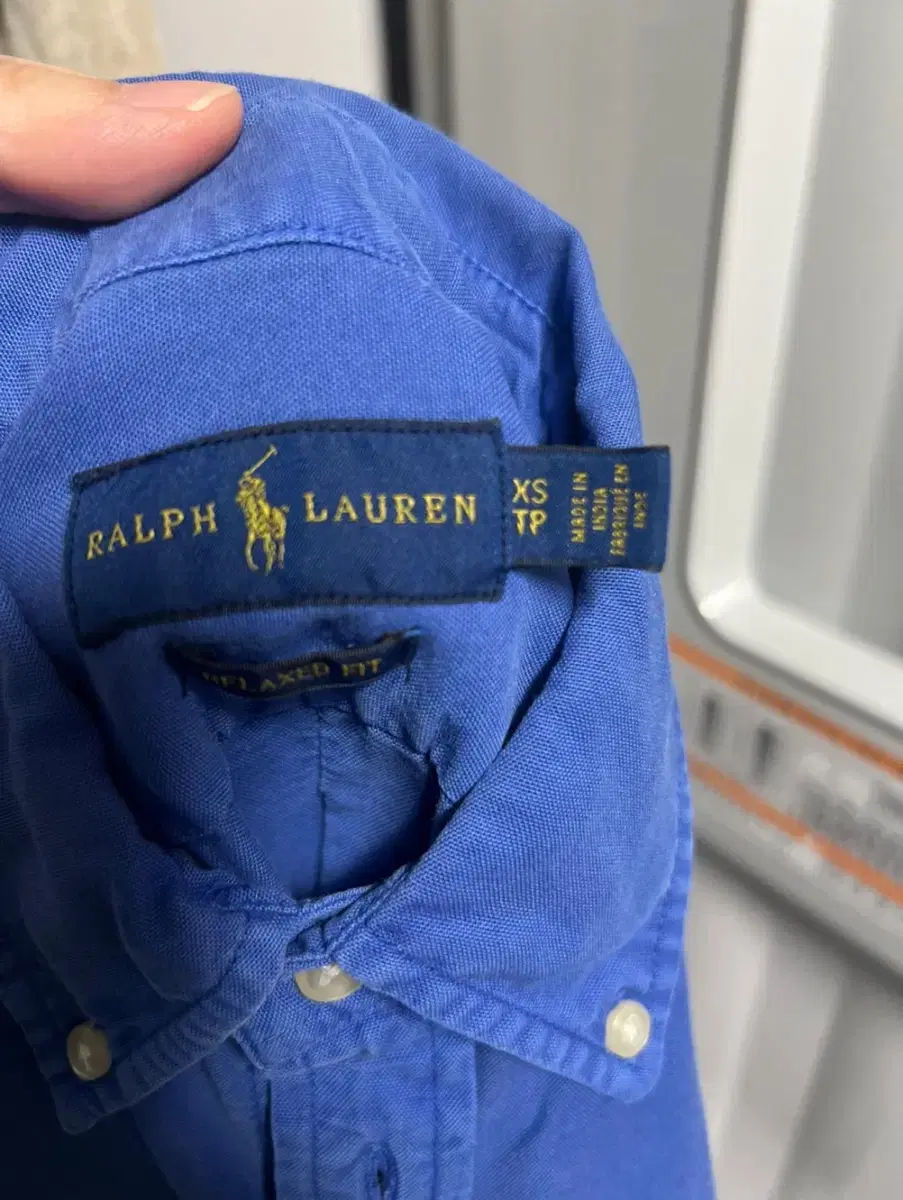 RALPH LAUREN
XS
TP
MADE IN
INDIA
FABRIQUÉ EN
INDE
RELAXED FIT